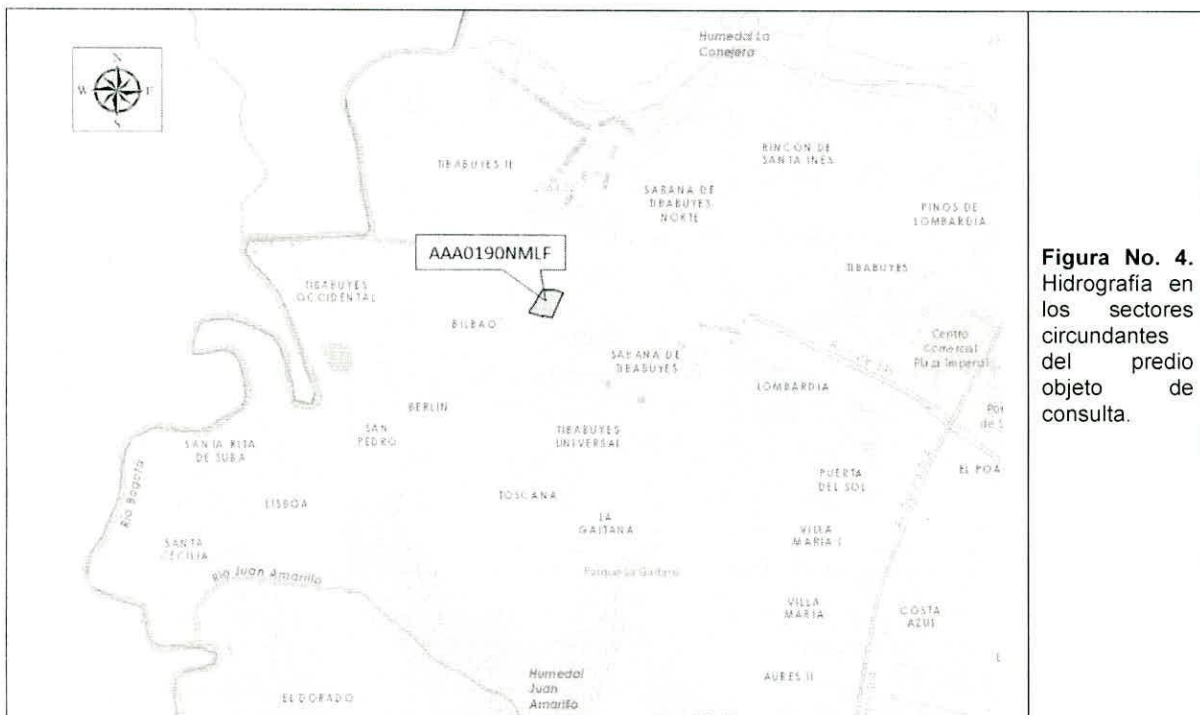 Humedal La
Conejera
N
W E
S
TIBABUYES II
RINCON DE
SANTA INES
SABANA DE
TIBABUYES
NORTE
PINOS DE
LOMBARDIA
AAA0190NMLF
TIBABUYES
TIBABUYES
OCCIDENTAL
BILBAO
Centro
Comercial
Plaza Imperial
SABANA DE
TIBABUYES
LOMBARDIA
BERLIN
SAN
PEDRO
TIBABUYES
UNIVERSAL
SANTA RITA
DE SUBA
PUERTA
DEL SOL
EL POA
Río Bogotá
LISBOA
TOSCANA
LA
GAITANA
VILLA
MARIA I
SANTA
CECILIA
Río Juan Amarillo
Parque La Gaitana
VILLA
MARIA
COSTA
AZUL
EL DORADO
Humedal
Juan
Amarillo
AURES II
Figura No. 4.
Hidrografía en
los sectores
circundantes
del predio
objeto de
consulta.